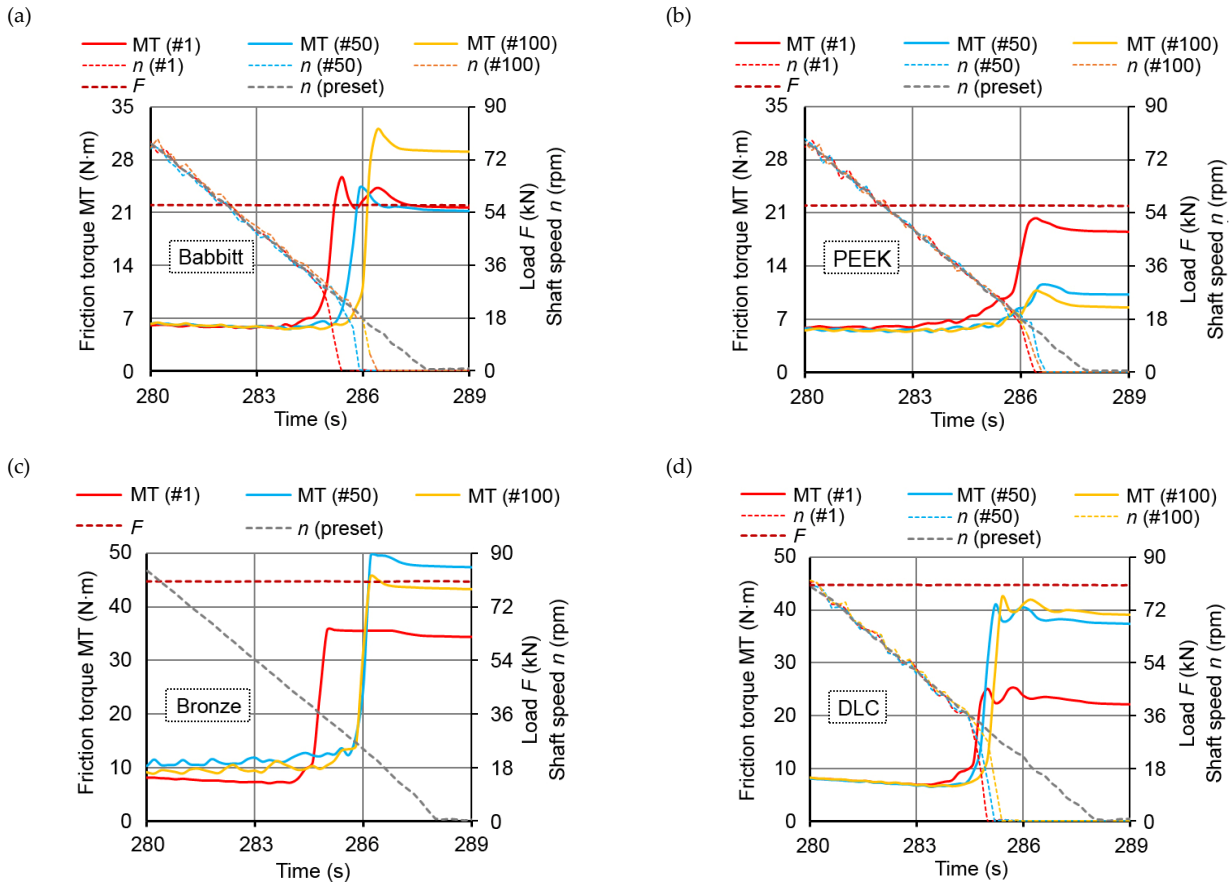 (a)
MT (#1) MT (#50) MT (#100)
n (#1) n (#50) n (#100)
F n (preset)
Friction torque MT (N·m)
35
28
21
14
7
0
Babbitt
90
72
54
36
18
0
Load F (kN)
Shaft speed n (rpm)
280 283 286 289
Time (s)
(b)
MT (#1) MT (#50) MT (#100)
n (#1) n (#50) n (#100)
F n (preset)
Friction torque MT (N·m)
35
28
21
14
7
0
PEEK
90
72
54
36
18
0
Load F (kN)
Shaft speed n (rpm)
280 283 286 289
Time (s)
(c)
MT (#1) MT (#50) MT (#100)
F n (preset)
Friction torque MT (N·m)
50
40
30
20
10
0
Bronze
90
72
54
36
18
0
Load F (kN)
Shaft speed n (rpm)
280 283 286 289
Time (s)
(d)
MT (#1) MT (#50) MT (#100)
n (#1) n (#50) n (#100)
F n (preset)
Friction torque MT (N·m)
50
40
30
20
10
0
DLC
90
72
54
36
18
0
Load F (kN)
Shaft speed n (rpm)
280 283 286 289
Time (s)